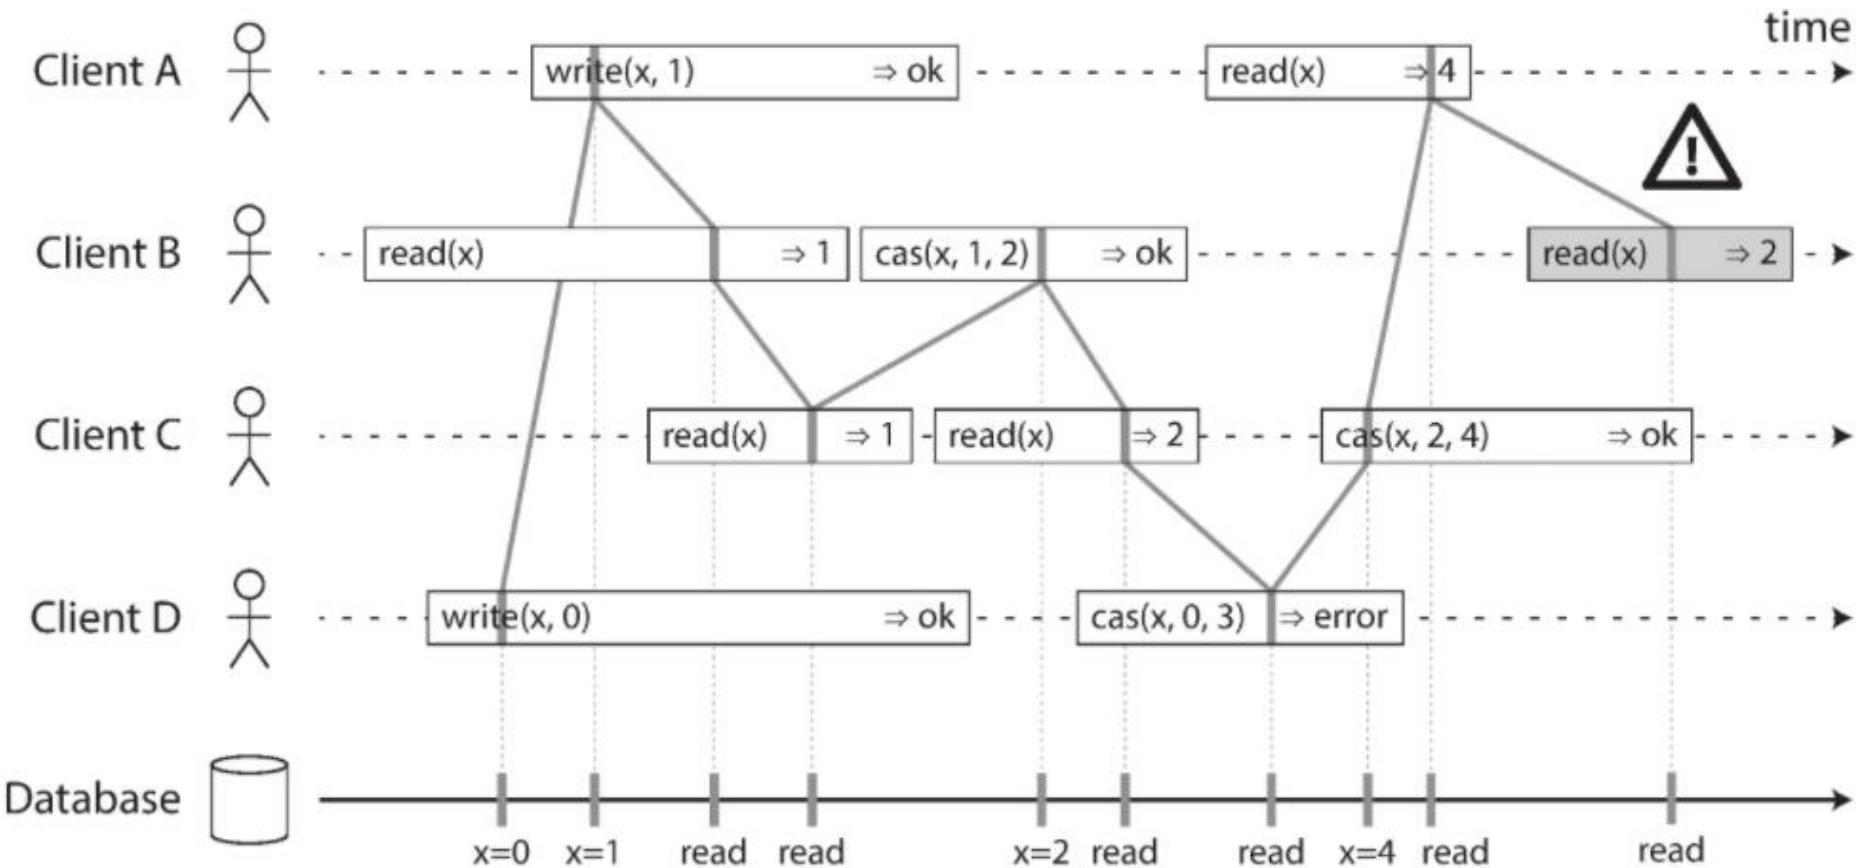 time
Client A
write(x, 1) ⇒ ok
read(x) ⇒ 4
!
Client B
read(x) ⇒ 1
cas(x, 1, 2) ⇒ ok
read(x) ⇒ 2
Client C
read(x) ⇒ 1
read(x) ⇒ 2
cas(x, 2, 4) ⇒ ok
Client D
write(x, 0) ⇒ ok
cas(x, 0, 3) ⇒ error
Database
x=0 x=1 read read x=2 read read x=4 read read